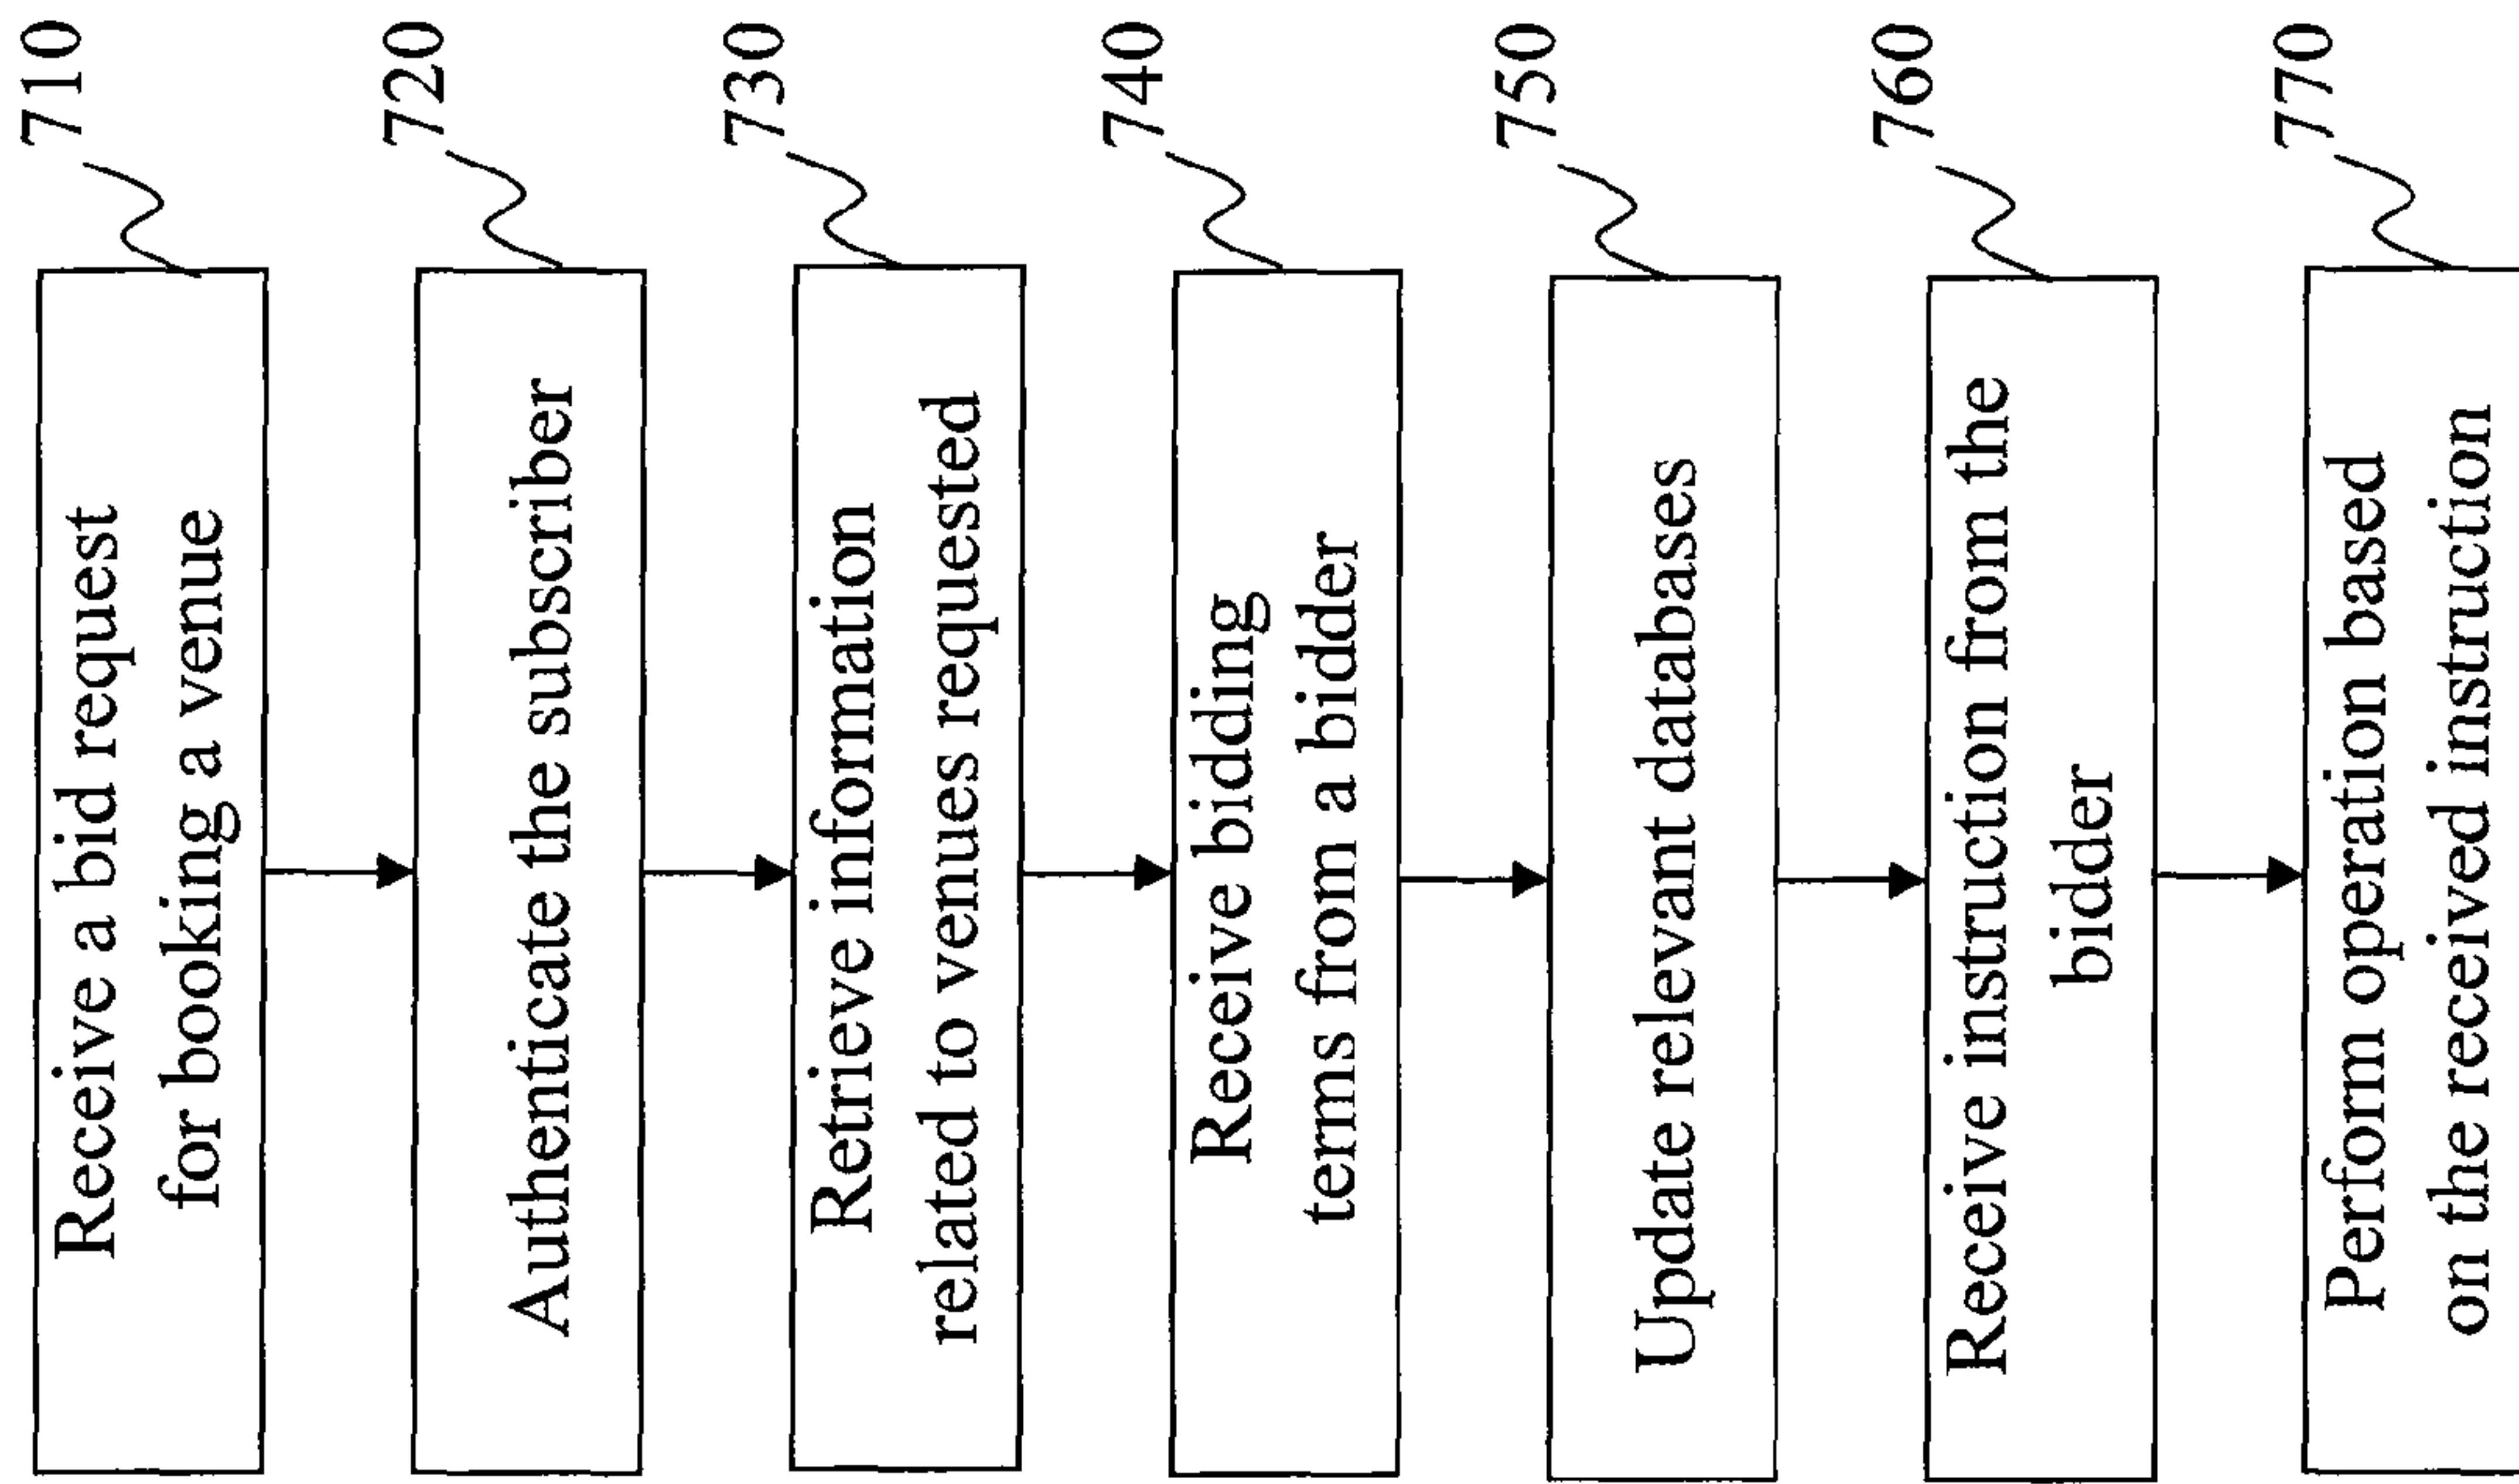 710
Receive a bid request
for booking a venue
720
Authenticate the subscriber
730
Retrieve information
related to venues requested
740
Receive bidding
terms from a bidder
750
Update relevant databases
760
Receive instruction from the
bidder
770
Perform operation based
on the received instruction